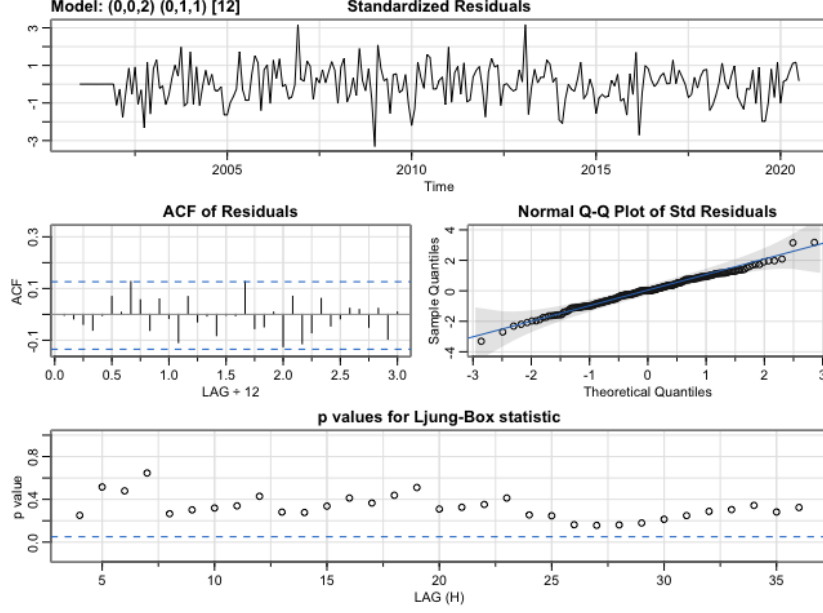 Model: (0,0,2) (0,1,1) [12] Standardized Residuals
3
1
-1
-3
2005 2010 2015 2020
Time
ACF of Residuals
ACF
0.3
0.1
-0.1
0.0 0.5 1.0 1.5 2.0 2.5 3.0
LAG ÷ 12
Normal Q-Q Plot of Std Residuals
Sample Quantiles
4
2
0
-2
-4
-3 -2 -1 0 1 2 3
Theoretical Quantiles
p values for Ljung-Box statistic
p value
0.8
0.4
0.0
5 10 15 20 25 30 35
LAG (H)